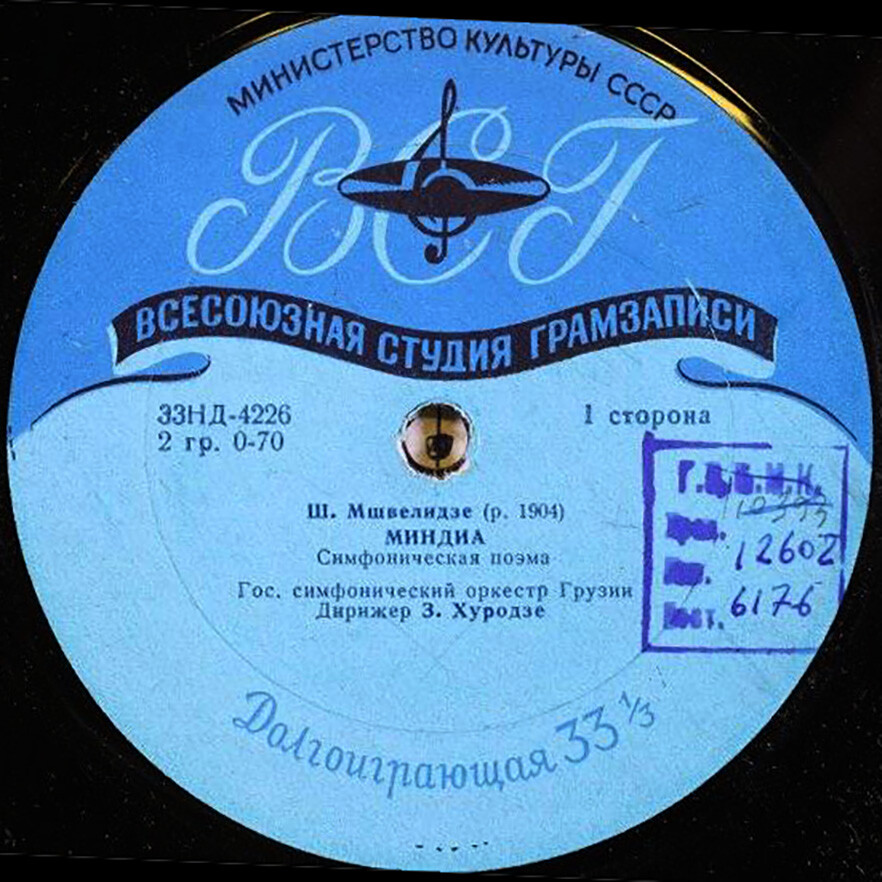 МИНИСТЕРСТВО КУЛЬТУРЫ СССР
ВСГ
ВСЕСОЮЗНАЯ СТУДИЯ ГРАМЗАПИСИ
33НД-4226
2 гр. 0-70
1 сторона
Ш. Мшвелидзе (р. 1904)
МИНДИА
Симфоническая поэма
Гос. симфонический оркестр Грузии
Дирижер З. Хуродзе
12602
6176
Долгоиграющая 33 1/3